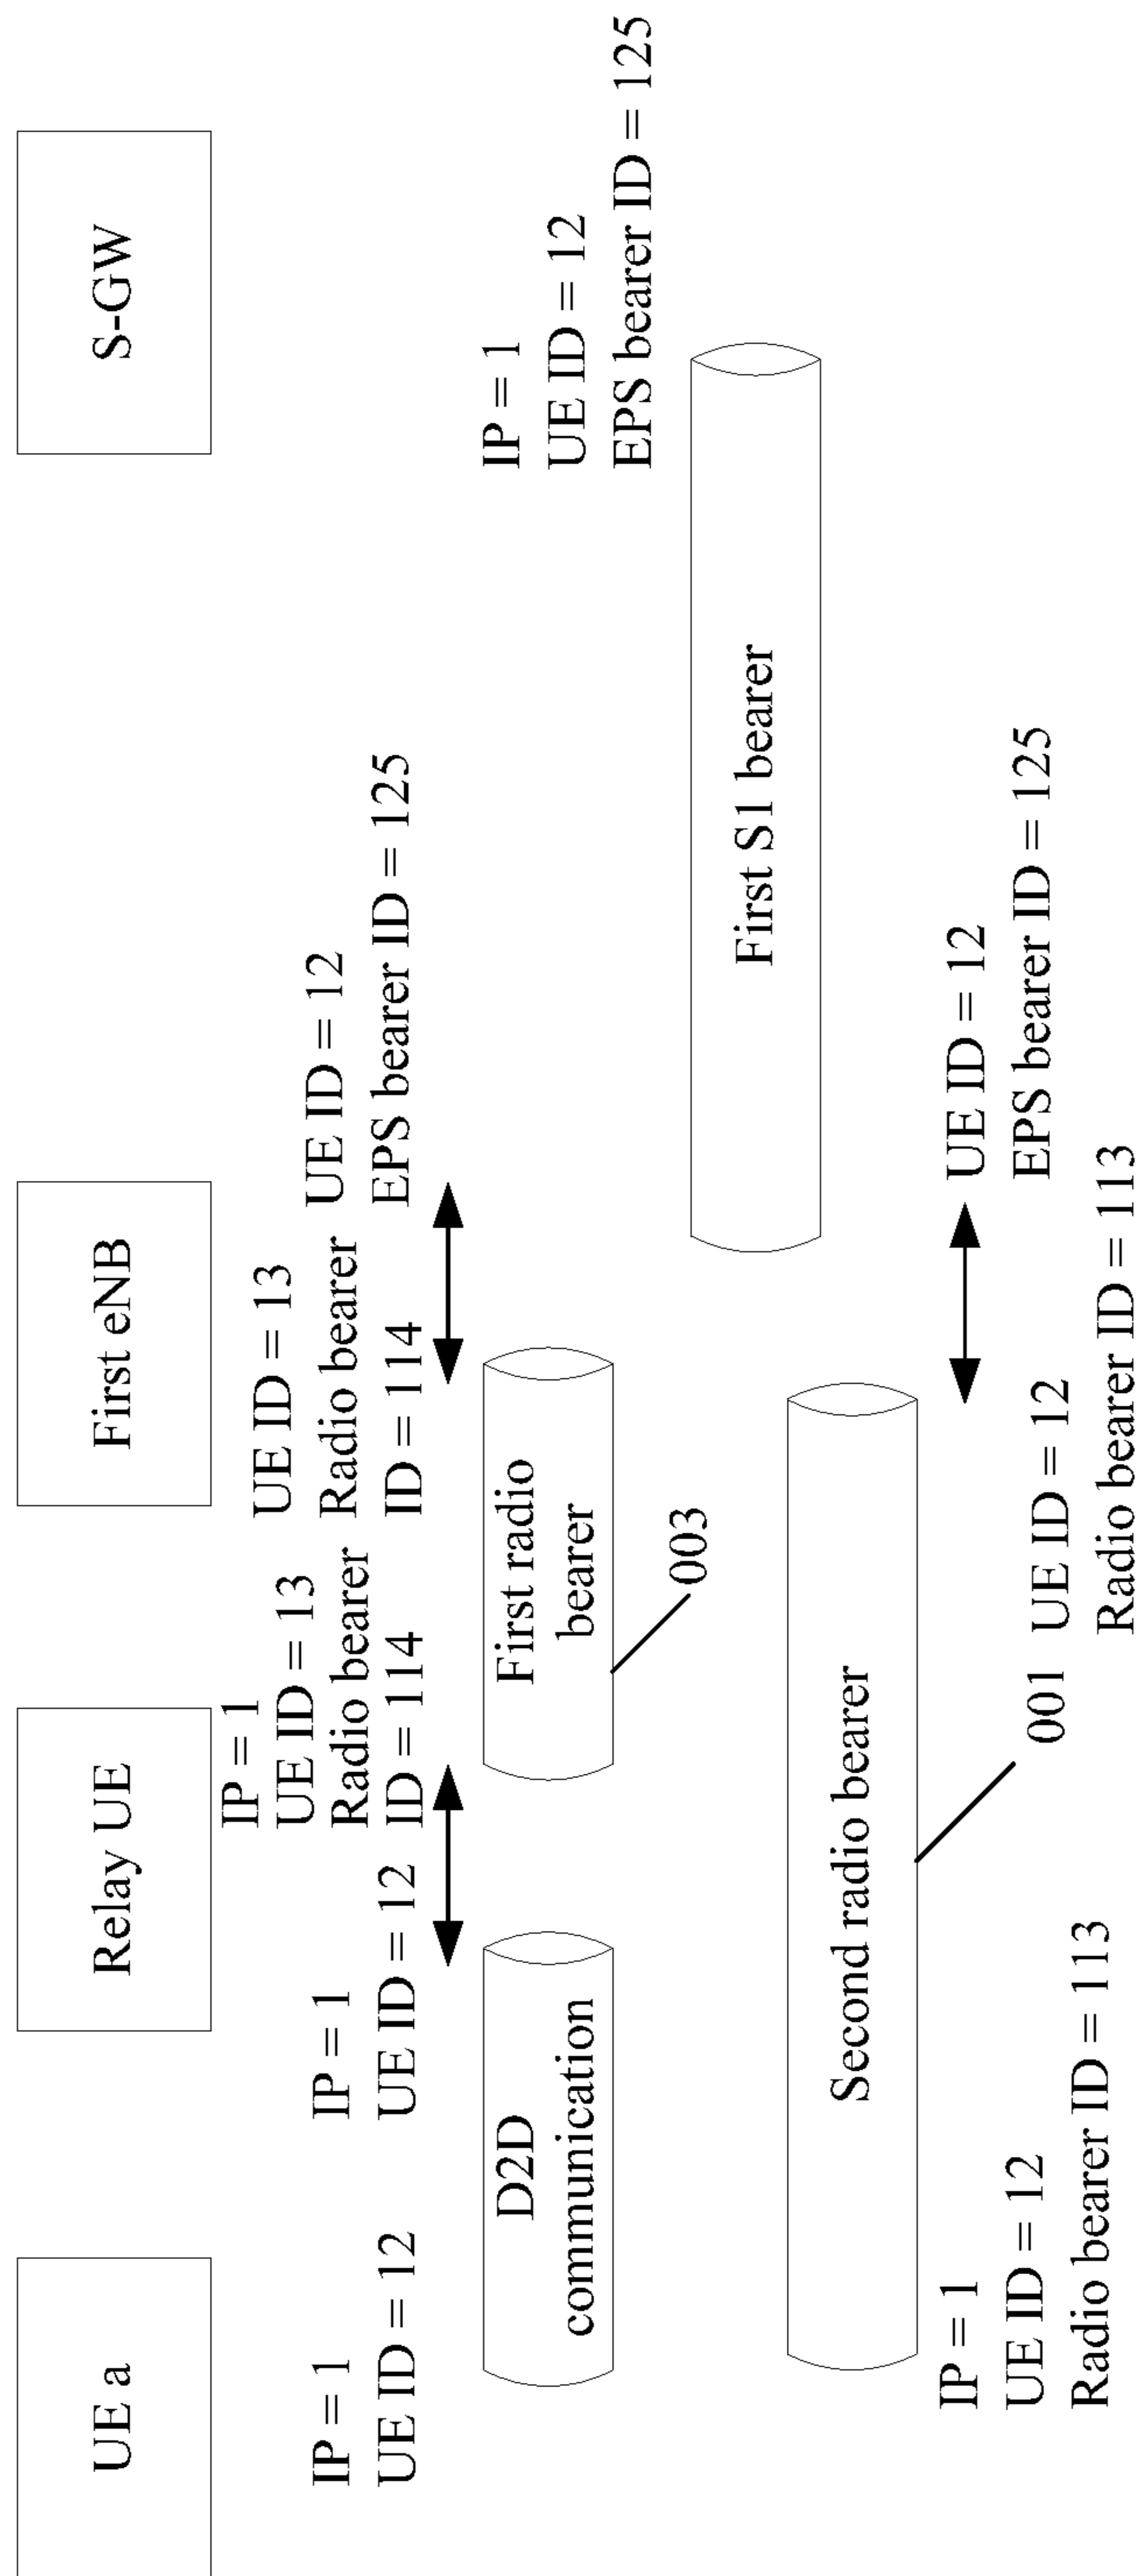 UE a
Relay UE
First eNB
S-GW
IP = 1
UE ID = 12
IP = 1
UE ID = 12
IP = 1
UE ID = 13
Radio bearer
ID = 114
UE ID = 13
Radio bearer
ID = 114
UE ID = 12
EPS bearer ID = 125
D2D
communication
First radio
bearer
003
IP = 1
UE ID = 12
EPS bearer ID = 125
First S1 bearer
Second radio bearer
IP = 1
UE ID = 12
Radio bearer ID = 113
001
UE ID = 12
Radio bearer ID = 113
UE ID = 12
EPS bearer ID = 125